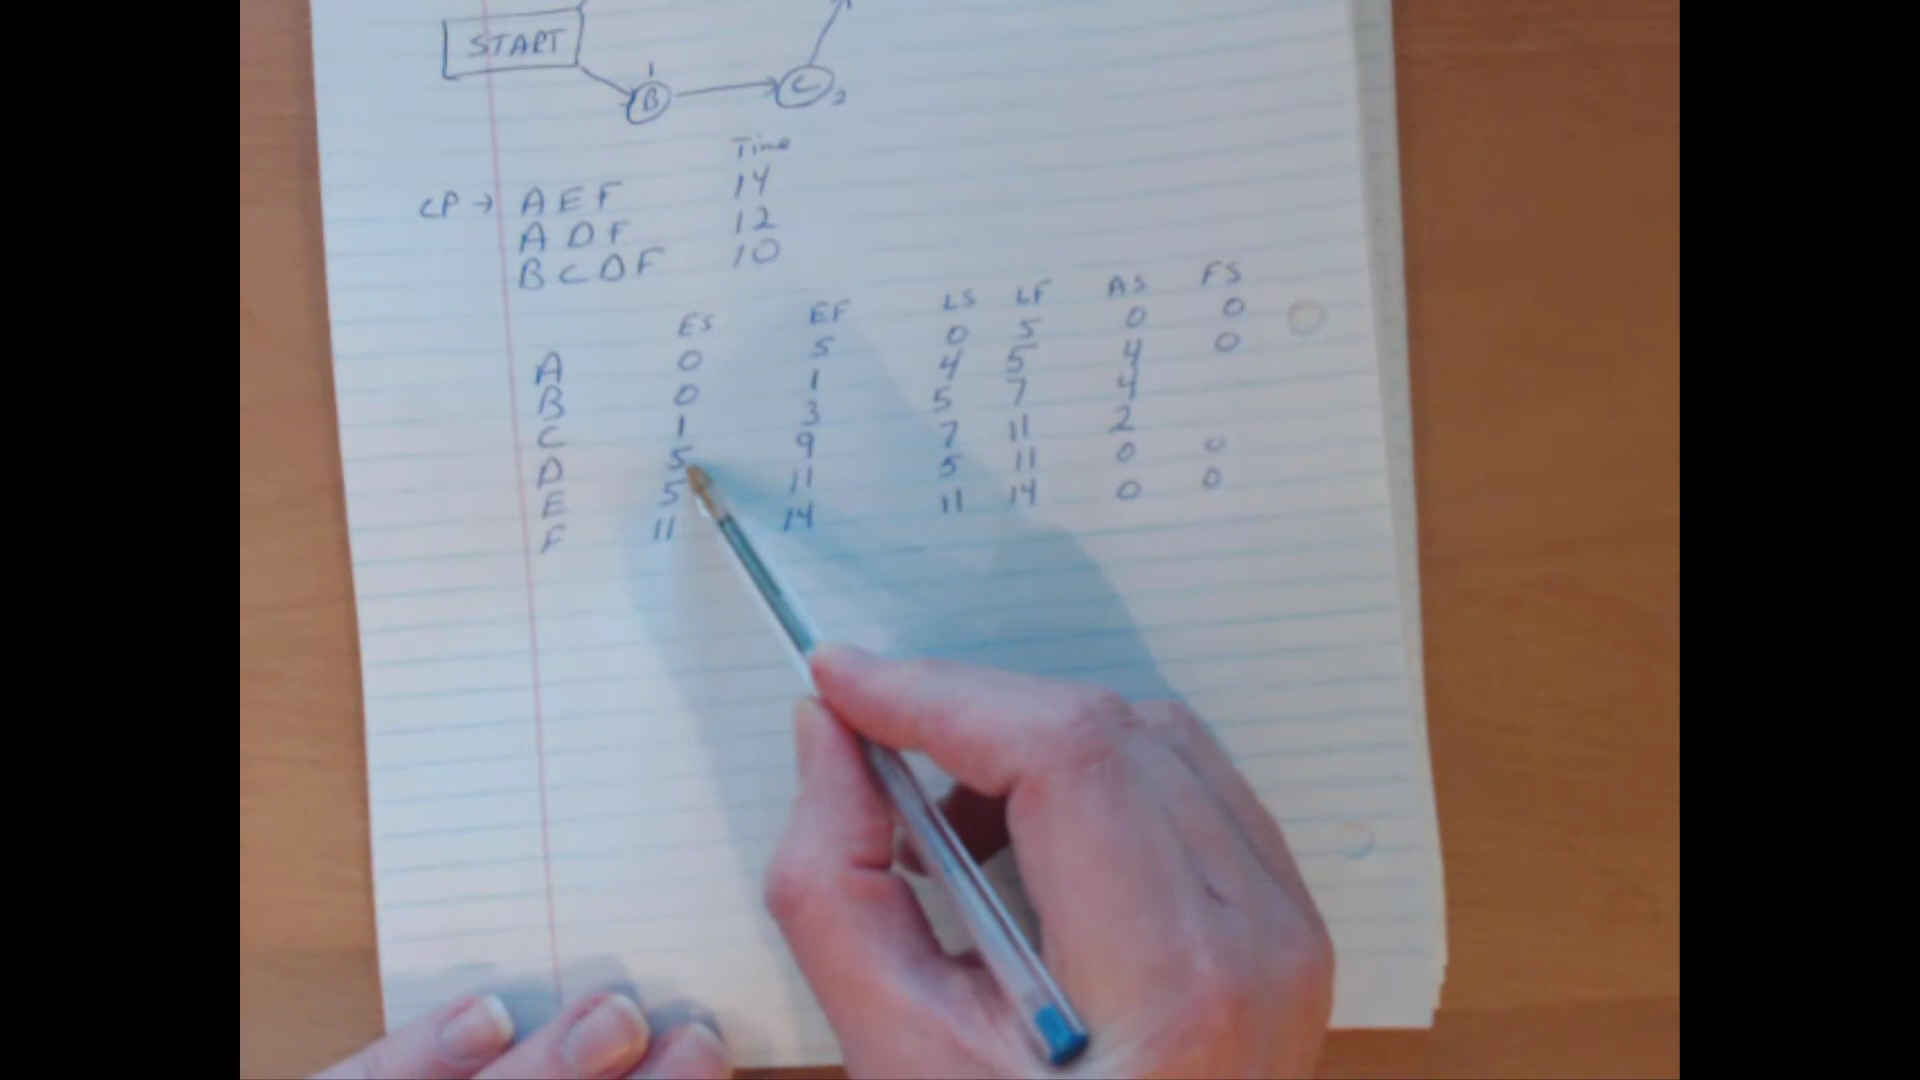 START
1
B
C
2
Time
CP → A E F 14
A D F 12
B C D F 10
ES EF LS LF AS FS
A 0 5 0 5 0 0
B 0 1 4 5 4 0
C 1 3 5 7 4
D 5 9 7 11 2
E 5 11 5 11 0 0
F 11 14 11 14 0 0